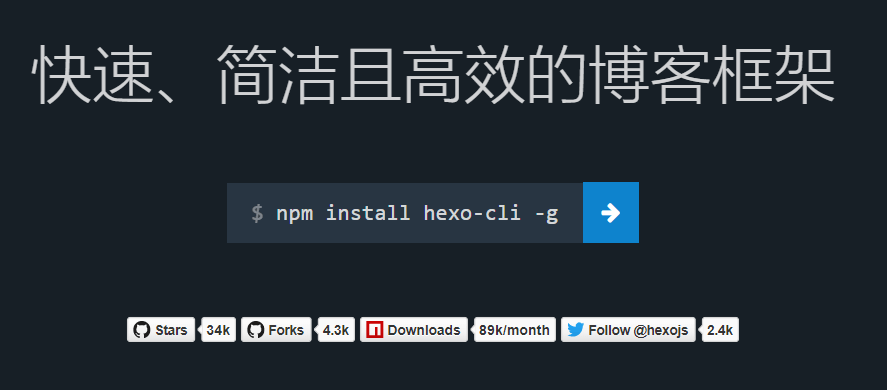 快速、简洁且高效的博客框架
$ npm install hexo-cli -g
Stars 34k Forks 4.3k Downloads 89k/month Follow @hexojs 2.4k